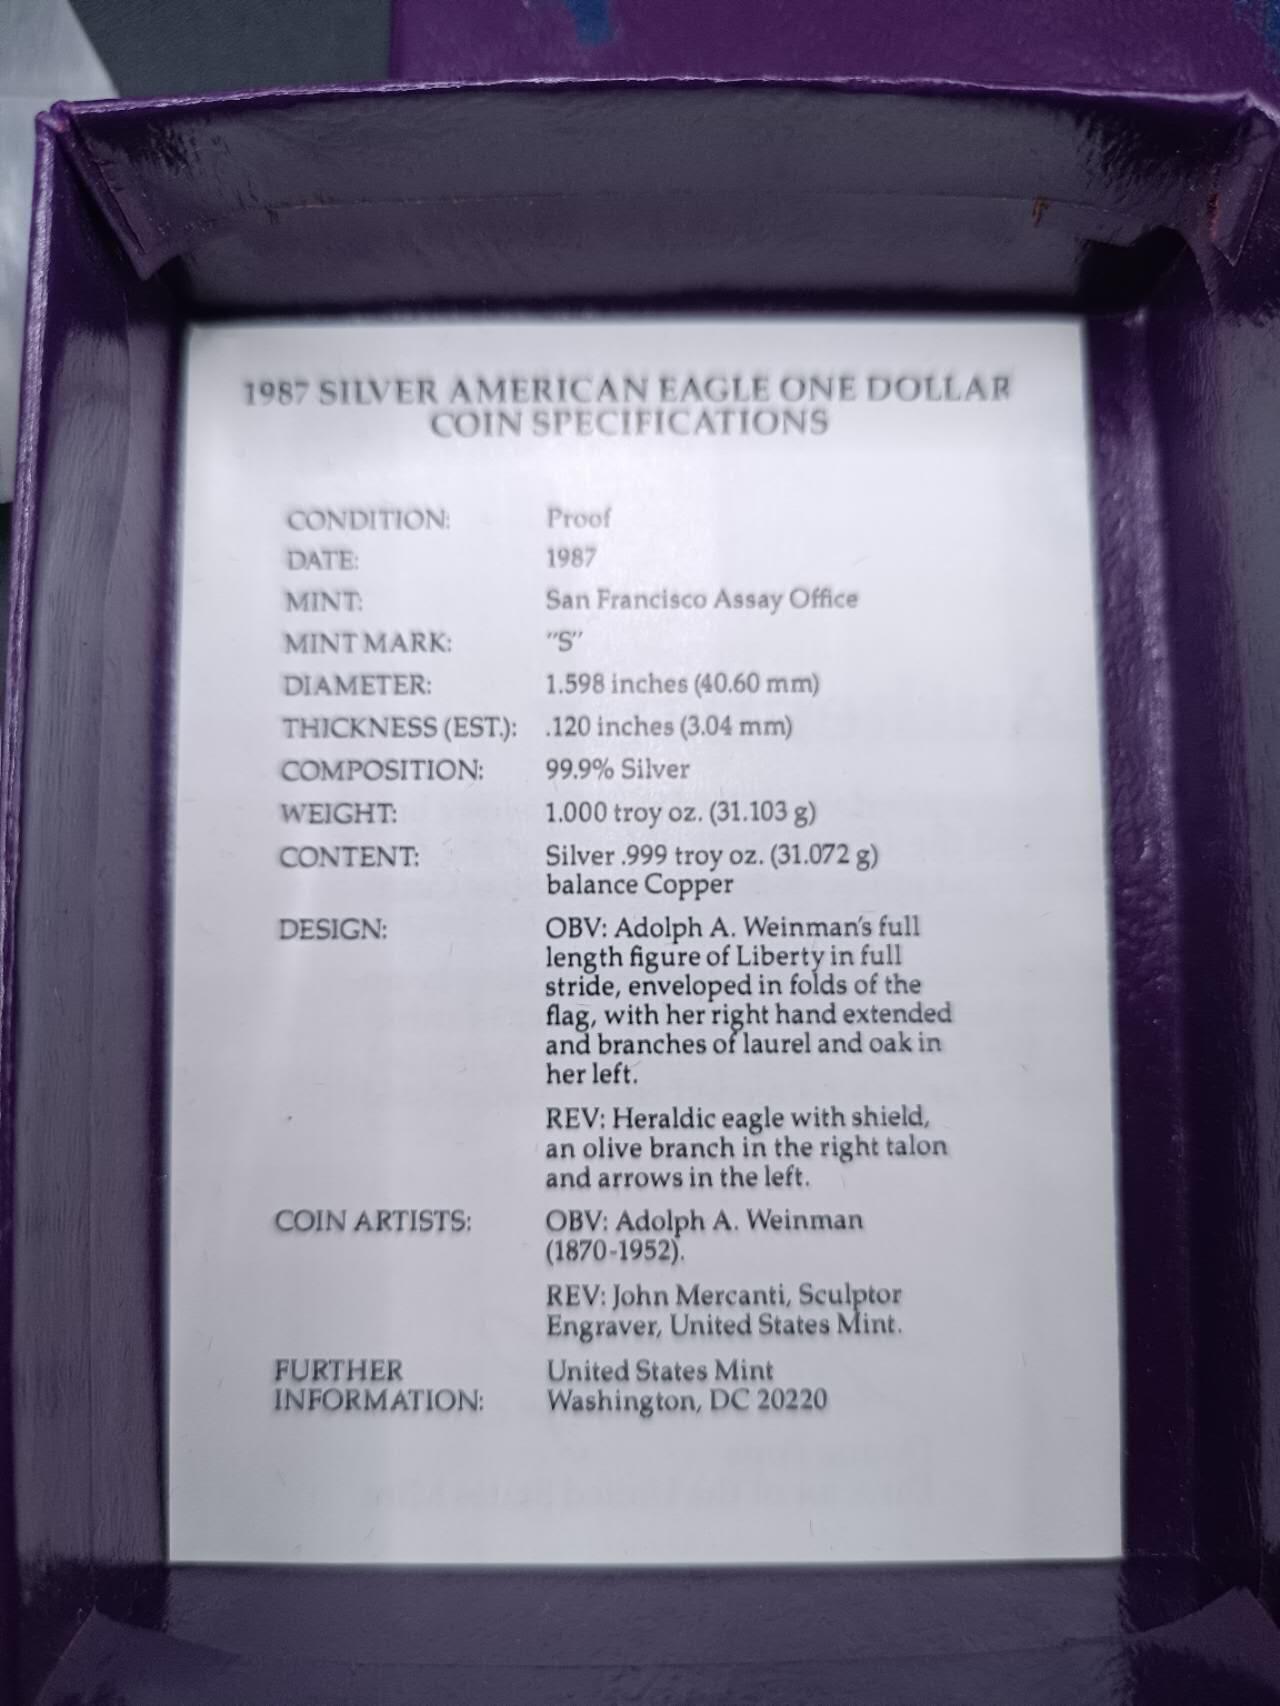 1987 SILVER AMERICAN EAGLE ONE DOLLAR
COIN SPECIFICATIONS
CONDITION: Proof
DATE: 1987
MINT: San Francisco Assay Office
MINT MARK: "S"
DIAMETER: 1.598 inches (40.60 mm)
THICKNESS (EST.): .120 inches (3.04 mm)
COMPOSITION: 99.9% Silver
WEIGHT: 1.000 troy oz. (31.103 g)
CONTENT: Silver .999 troy oz. (31.072 g)
balance Copper
DESIGN: OBV: Adolph A. Weinman's full
length figure of Liberty in full
stride, enveloped in folds of the
flag, with her right hand extended
and branches of laurel and oak in
her left.
REV: Heraldic eagle with shield,
an olive branch in the right talon
and arrows in the left.
COIN ARTISTS: OBV: Adolph A. Weinman
(1870-1952).
REV: John Mercanti, Sculptor
Engraver, United States Mint.
FURTHER United States Mint
INFORMATION: Washington, DC 20220